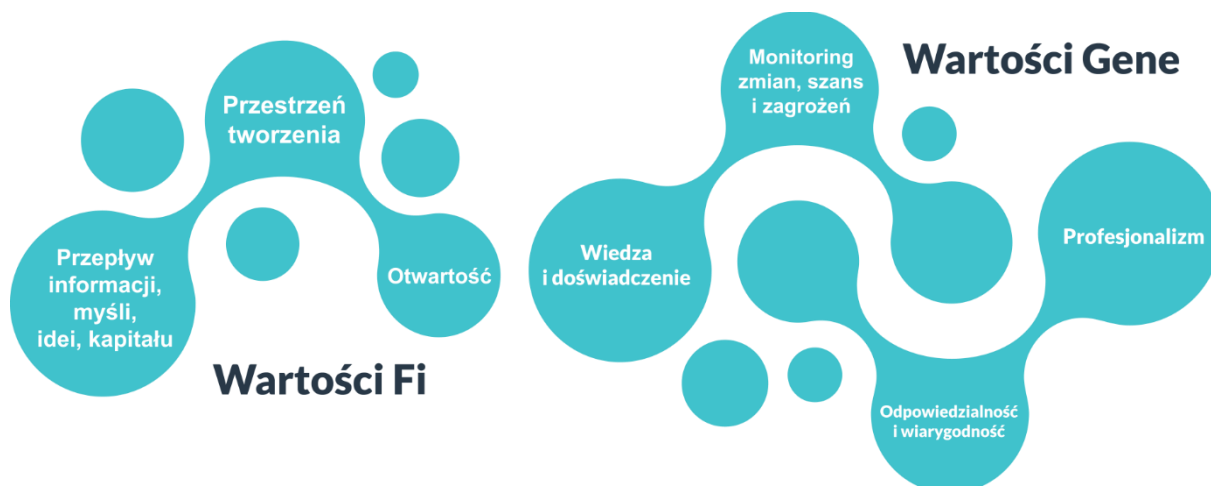 Przestrzeń
tworzenia
Przepływ
informacji,
myśli,
idei, kapitału
Otwartość
Wartości Fi
Monitoring
zmian, szans
i zagrożeń
Wartości Gene
Wiedza
i doświadczenie
Profesjonalizm
Odpowiedzialność
i wiarygodność